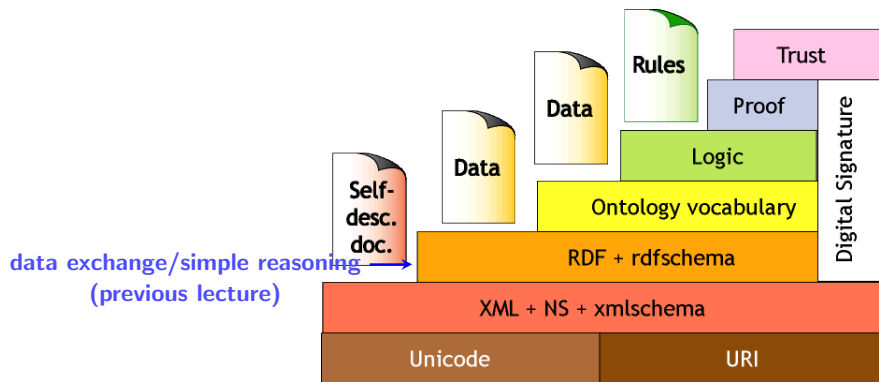 Trust
Rules
Proof
Data
Digital Signature
Logic
Data
Self-
desc.
doc.
Ontology vocabulary
data exchange/simple reasoning
(previous lecture)
RDF + rdfschema
XML + NS + xmlschema
Unicode
URI